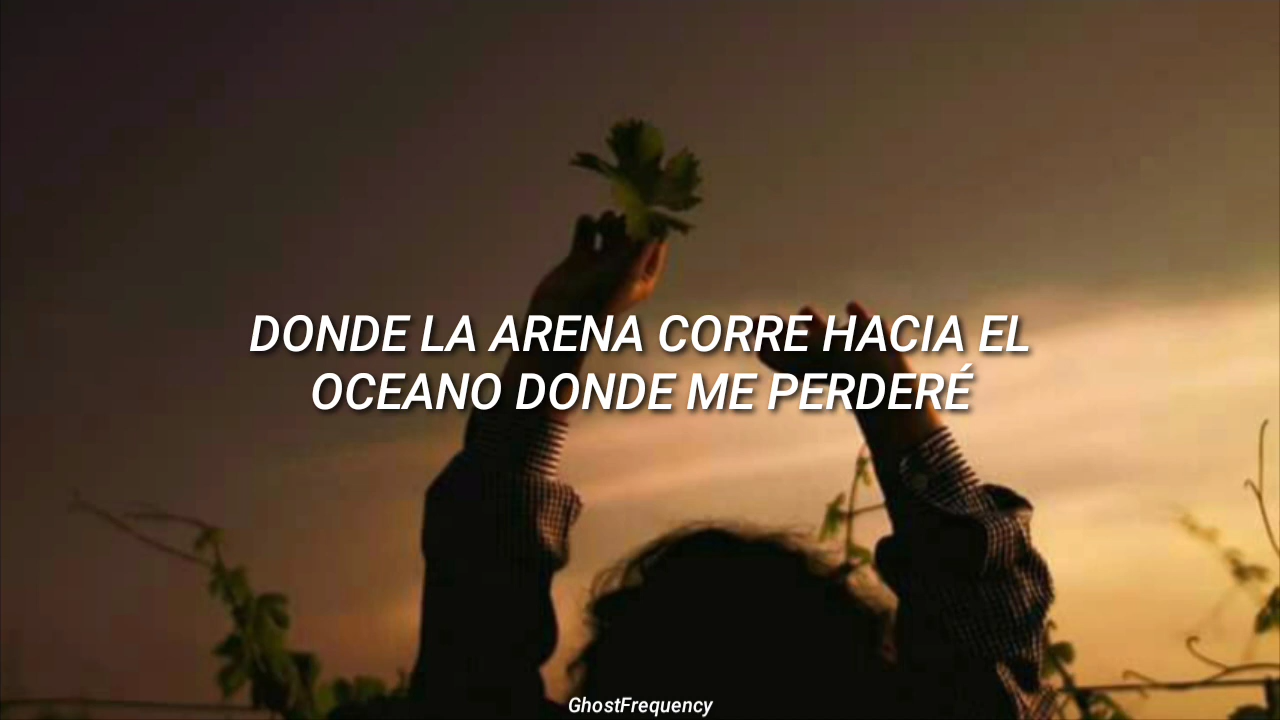 DONDE LA ARENA CORRE HACIA EL
OCEANO DONDE ME PERDERÉ
GhostFrequency